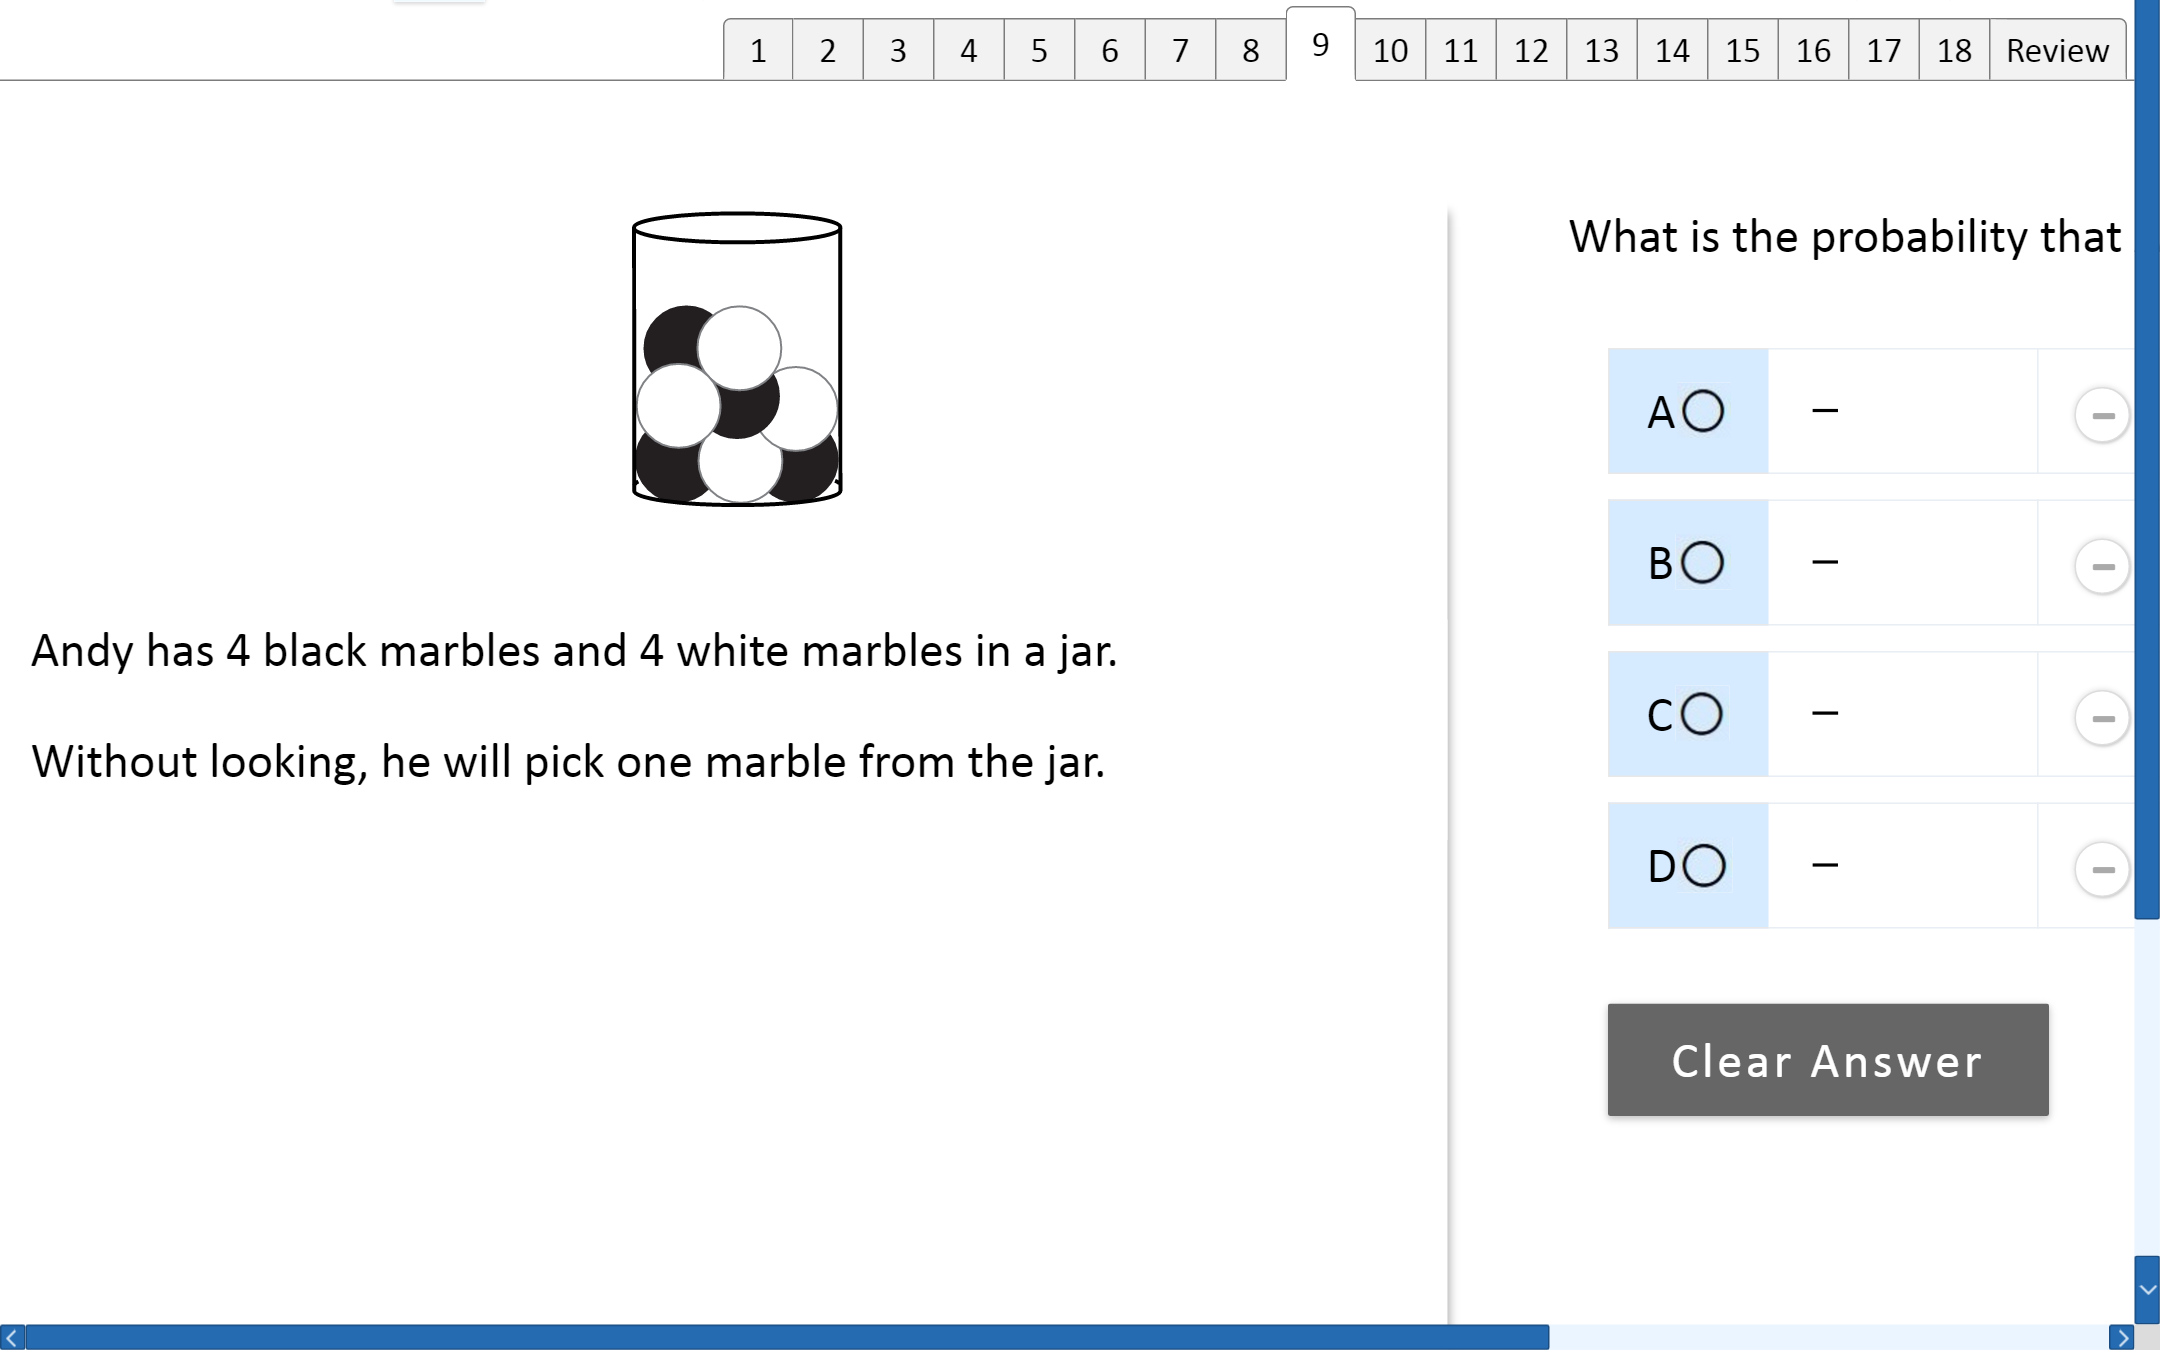 1 2 3 4 5 6 7 8 9 10 11 12 13 14 15 16 17 18 Review
What is the probability that
A –
B –
C –
D –
Andy has 4 black marbles and 4 white marbles in a jar.
Without looking, he will pick one marble from the jar.
Clear Answer